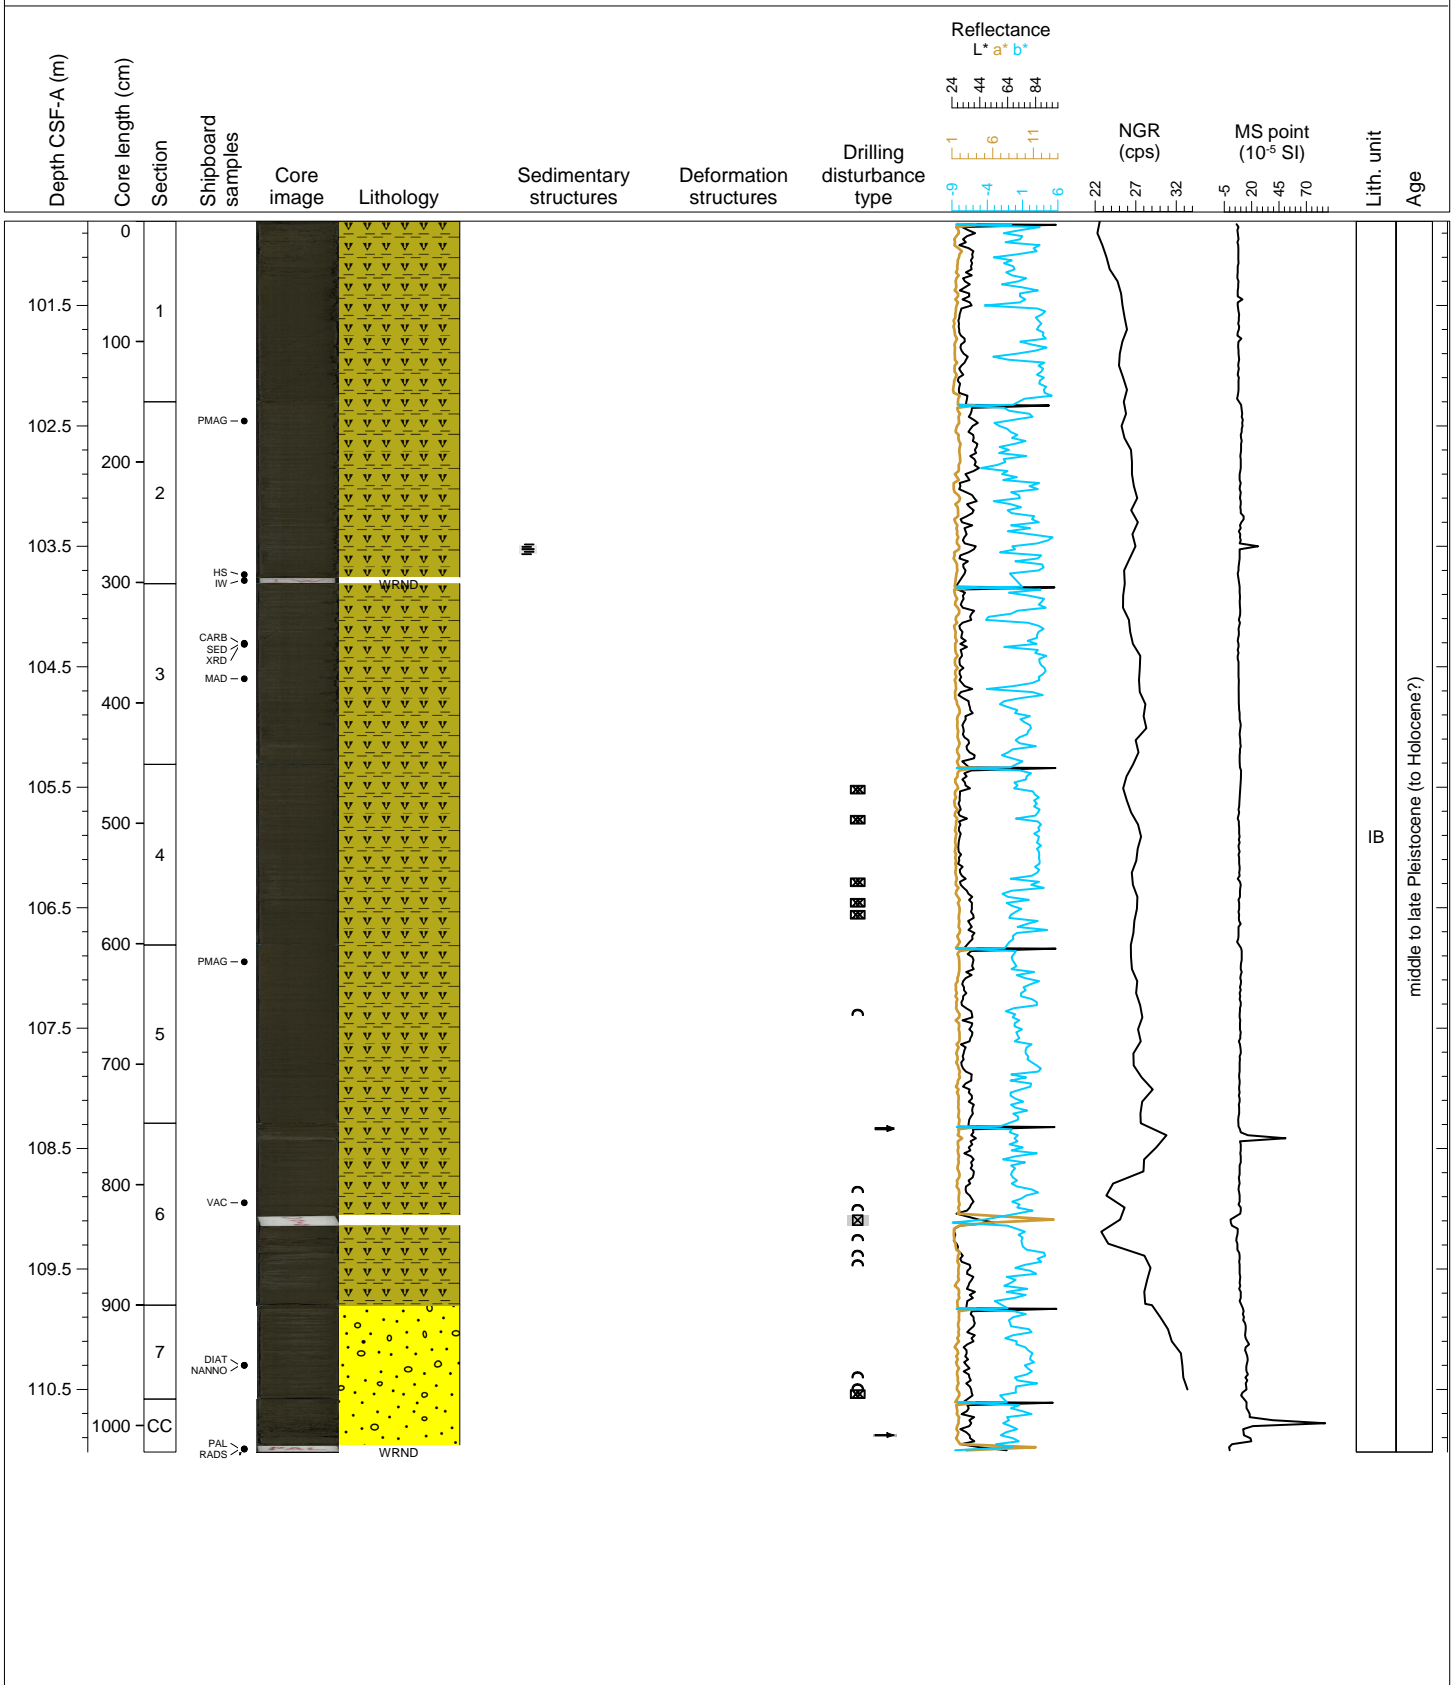 Depth CSF-A (m)
Core length (cm)
Section
Shipboard
samples
Core
image
Lithology
Sedimentary
structures
Deformation
structures
Drilling
disturbance
type
Reflectance
L* a* b*
24 44 64 84
1 6 11
-9 -4 1 6
NGR
(cps)
22 27 32
MS point
(10-5 SI)
-5 20 45 70
Lith. unit
Age
0
101.5
1
100
PMAG
102.5
200
2
103.5
HS
IW
300
WRND
CARB
SED
XRD
104.5
3
MAD
400
105.5
500
4
IB
middle to late Pleistocene (to Holocene?)
106.5
600
PMAG
107.5
5
700
108.5
800
VAC
6
109.5
900
7
DIAT
NANNO
110.5
1000
CC
PAL
RADS
PAL
WRND